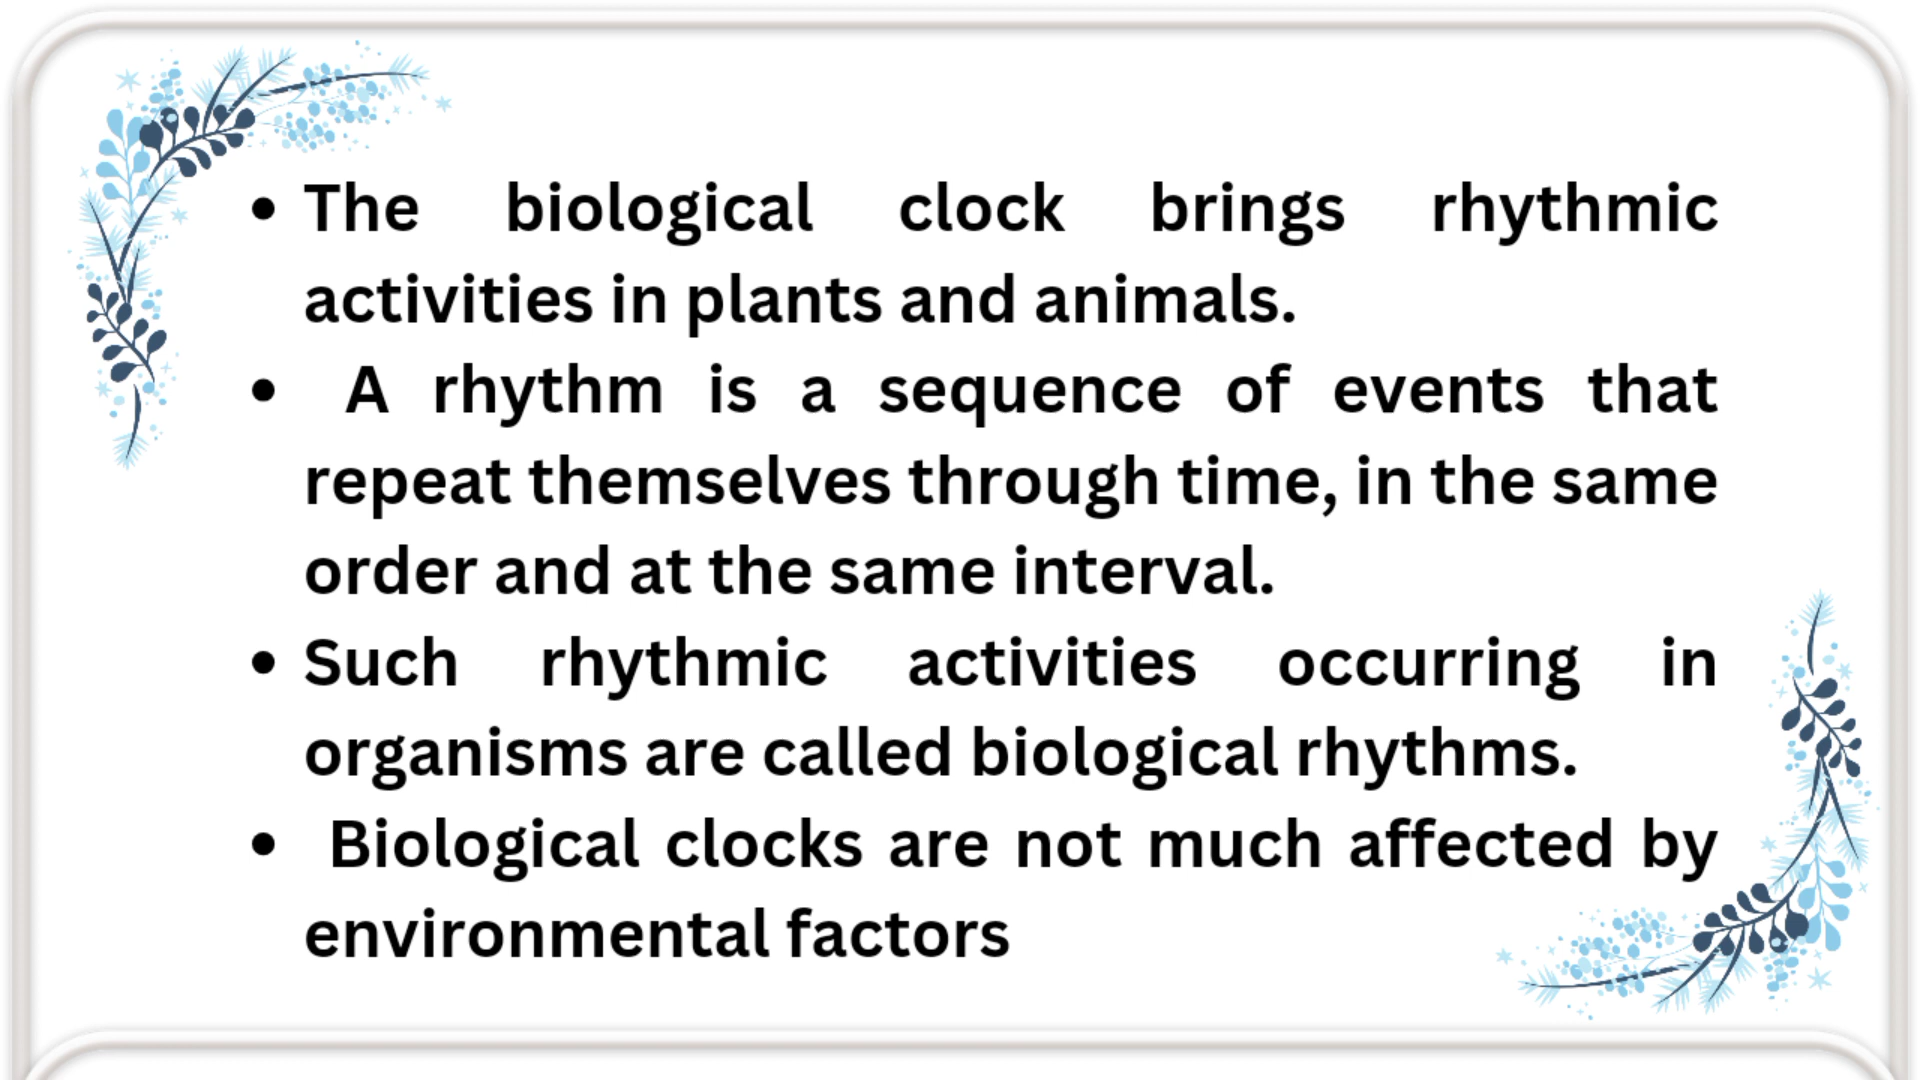 • The biological clock brings rhythmic
activities in plants and animals.
• A rhythm is a sequence of events that
repeat themselves through time, in the same
order and at the same interval.
• Such rhythmic activities occurring in
organisms are called biological rhythms.
• Biological clocks are not much affected by
environmental factors